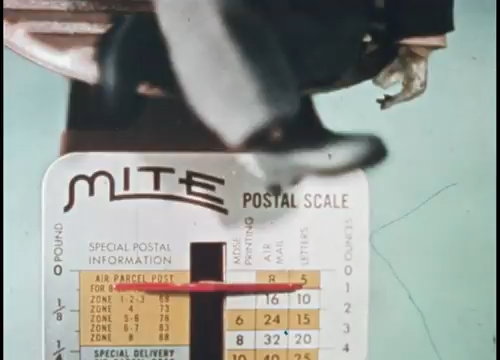 MITE
POSTAL SCALE
POUND
SPECIAL POSTAL
INFORMATION
MDSE PRINTING
AIR MAIL
LETTERS
OUNCES
0
0
AIR PARCEL POST 8 5
FOR 1
ZONE 1-2-3 68 16 10
1/8
ZONE 4 73 2
ZONE 5-6 78 6 24 15
ZONE 6-7 83 3
ZONE 8 88 8 32 20
SPECIAL DELIVERY 4
10 40 25